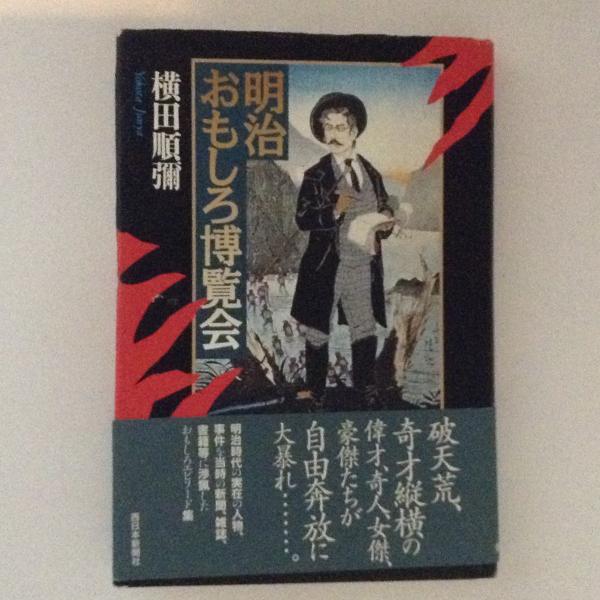 明治
おもしろ博覧会
横田順彌
Yokota Junya
破天荒、
奇才縦横の
偉才、奇人、女傑、
豪傑たちが
自由奔放に
大暴れ………。
明治時代の実在の人物、
事件を当時の新聞、雑誌、
書籍等に渉猟した
おもしろエピソード集
西日本新聞社